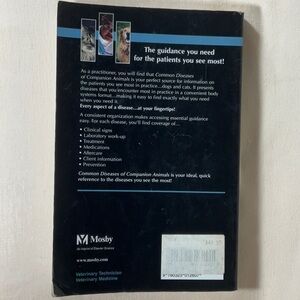 The guidance you need
for the patients you see most!
As a practitioner, you will find that Common Diseases
of Companion Animals is your perfect source for information on
the patients you see in practice...dogs and cats. It presents
diseases that you encounter most in practice in a convenient body
systems format...making it easy to find exactly what you need
when you need it.
Every aspect of a disease...at your fingertips!
A consistent organization makes accessing essential guidance
easy. For each disease, you'll find coverage of...
• Clinical signs
• Laboratory work-up
• Treatment
• Medications
• Aftercare
• Client information
• Prevention
Common Diseases of Companion Animals is your ideal, quick
reference to the diseases you see the most!
Mosby
www.mosby.com
Veterinary Technician
Veterinary Medicine